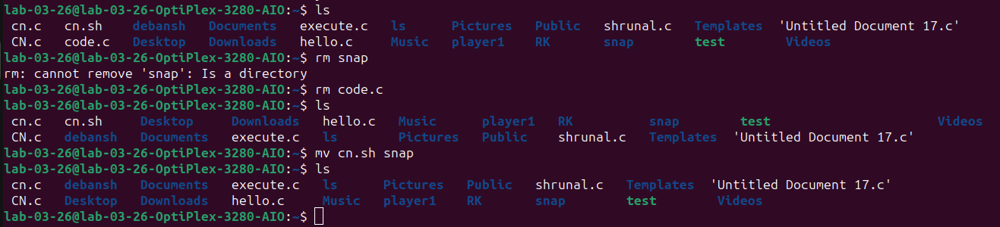 lab-03-26@lab-03-26-OptiPlex-3280-AIO:~$ ls
cn.c cn.sh debansh Documents execute.c ls Pictures Public shrunal.c Templates 'Untitled Document 17.c'
CN.c code.c Desktop Downloads hello.c Music player1 RK snap test Videos
lab-03-26@lab-03-26-OptiPlex-3280-AIO:~$ rm snap
rm: cannot remove 'snap': Is a directory
lab-03-26@lab-03-26-OptiPlex-3280-AIO:~$ rm code.c
lab-03-26@lab-03-26-OptiPlex-3280-AIO:~$ ls
cn.c cn.sh Desktop Downloads hello.c Music player1 RK snap test Videos
CN.c debansh Documents execute.c ls Pictures Public shrunal.c Templates 'Untitled Document 17.c'
lab-03-26@lab-03-26-OptiPlex-3280-AIO:~$ mv cn.sh snap
lab-03-26@lab-03-26-OptiPlex-3280-AIO:~$ ls
cn.c debansh Documents execute.c ls Pictures Public shrunal.c Templates 'Untitled Document 17.c'
CN.c Desktop Downloads hello.c Music player1 RK snap test Videos
lab-03-26@lab-03-26-OptiPlex-3280-AIO:~$